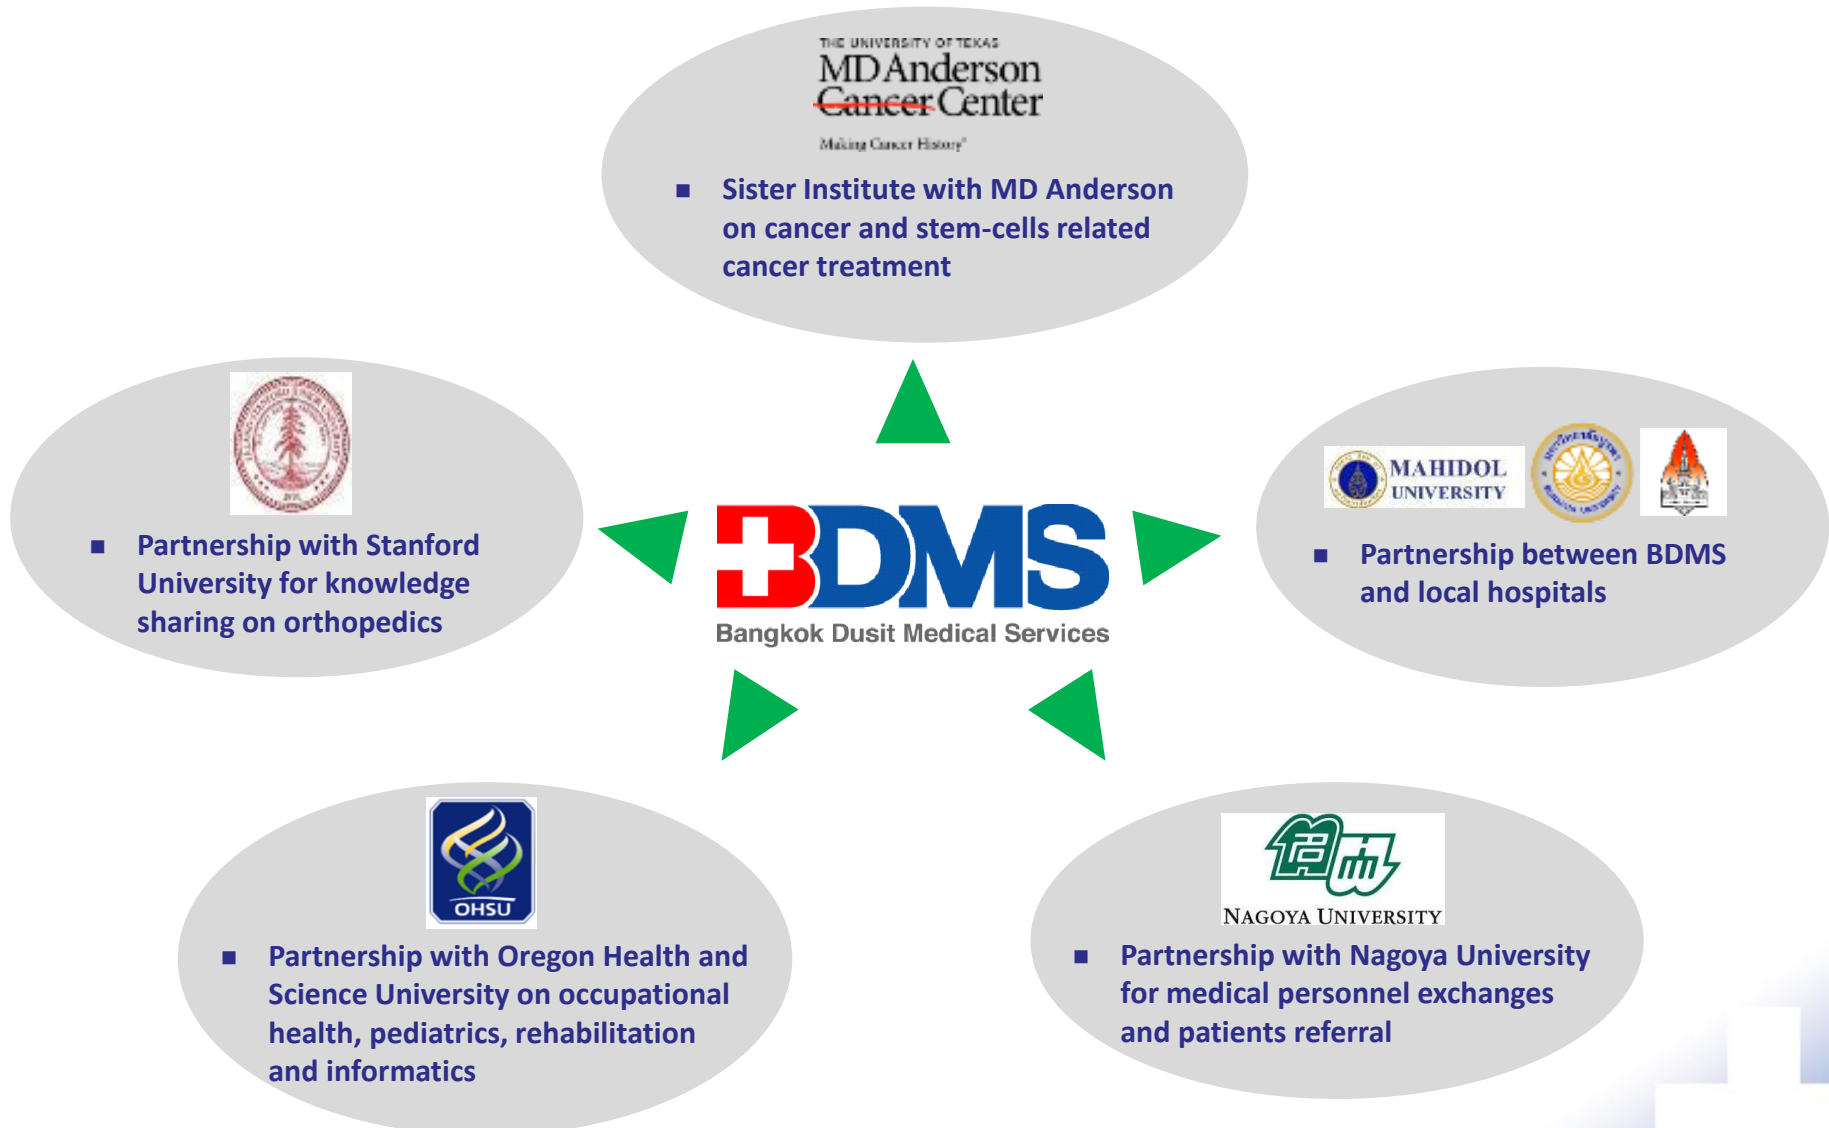 THE UNIVERSITY OF TEXAS
MD Anderson
Cancer Center
Making Cancer History®
■ Sister Institute with MD Anderson
on cancer and stem-cells related
cancer treatment
■ Partnership with Stanford
University for knowledge
sharing on orthopedics
BDMS
Bangkok Dusit Medical Services
MAHIDOL
UNIVERSITY
■ Partnership between BDMS
and local hospitals
OHSU
■ Partnership with Oregon Health and
Science University on occupational
health, pediatrics, rehabilitation
and informatics
NAGOYA UNIVERSITY
■ Partnership with Nagoya University
for medical personnel exchanges
and patients referral